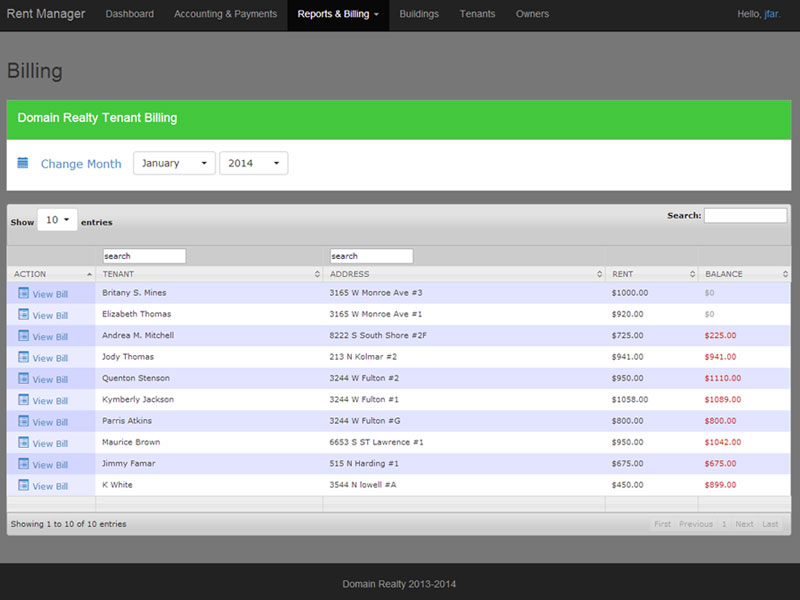 Rent Manager Dashboard Accounting & Payments Reports & Billing Buildings Tenants Owners Hello, jfar.
Billing
Domain Realty Tenant Billing
Change Month January 2014
Show 10 entries Search:
search search
ACTION TENANT ADDRESS RENT BALANCE
View Bill Britany S. Mines 3165 W Monroe Ave #3 $1000.00 $0
View Bill Elizabeth Thomas 3165 W Monroe Ave #1 $920.00 $0
View Bill Andrea M. Mitchell 8222 S South Shore #2F $725.00 $225.00
View Bill Jody Thomas 213 N Kolmar #2 $941.00 $941.00
View Bill Quenton Stenson 3244 W Fulton #2 $950.00 $1110.00
View Bill Kymberly Jackson 3244 W Fulton #1 $1058.00 $1089.00
View Bill Parris Atkins 3244 W Fulton #G $800.00 $800.00
View Bill Maurice Brown 6653 S ST Lawrence #1 $950.00 $1042.00
View Bill Jimmy Famar 515 N Harding #1 $675.00 $675.00
View Bill K White 3544 N lowell #A $450.00 $899.00
Showing 1 to 10 of 10 entries First Previous 1 Next Last
Domain Realty 2013-2014